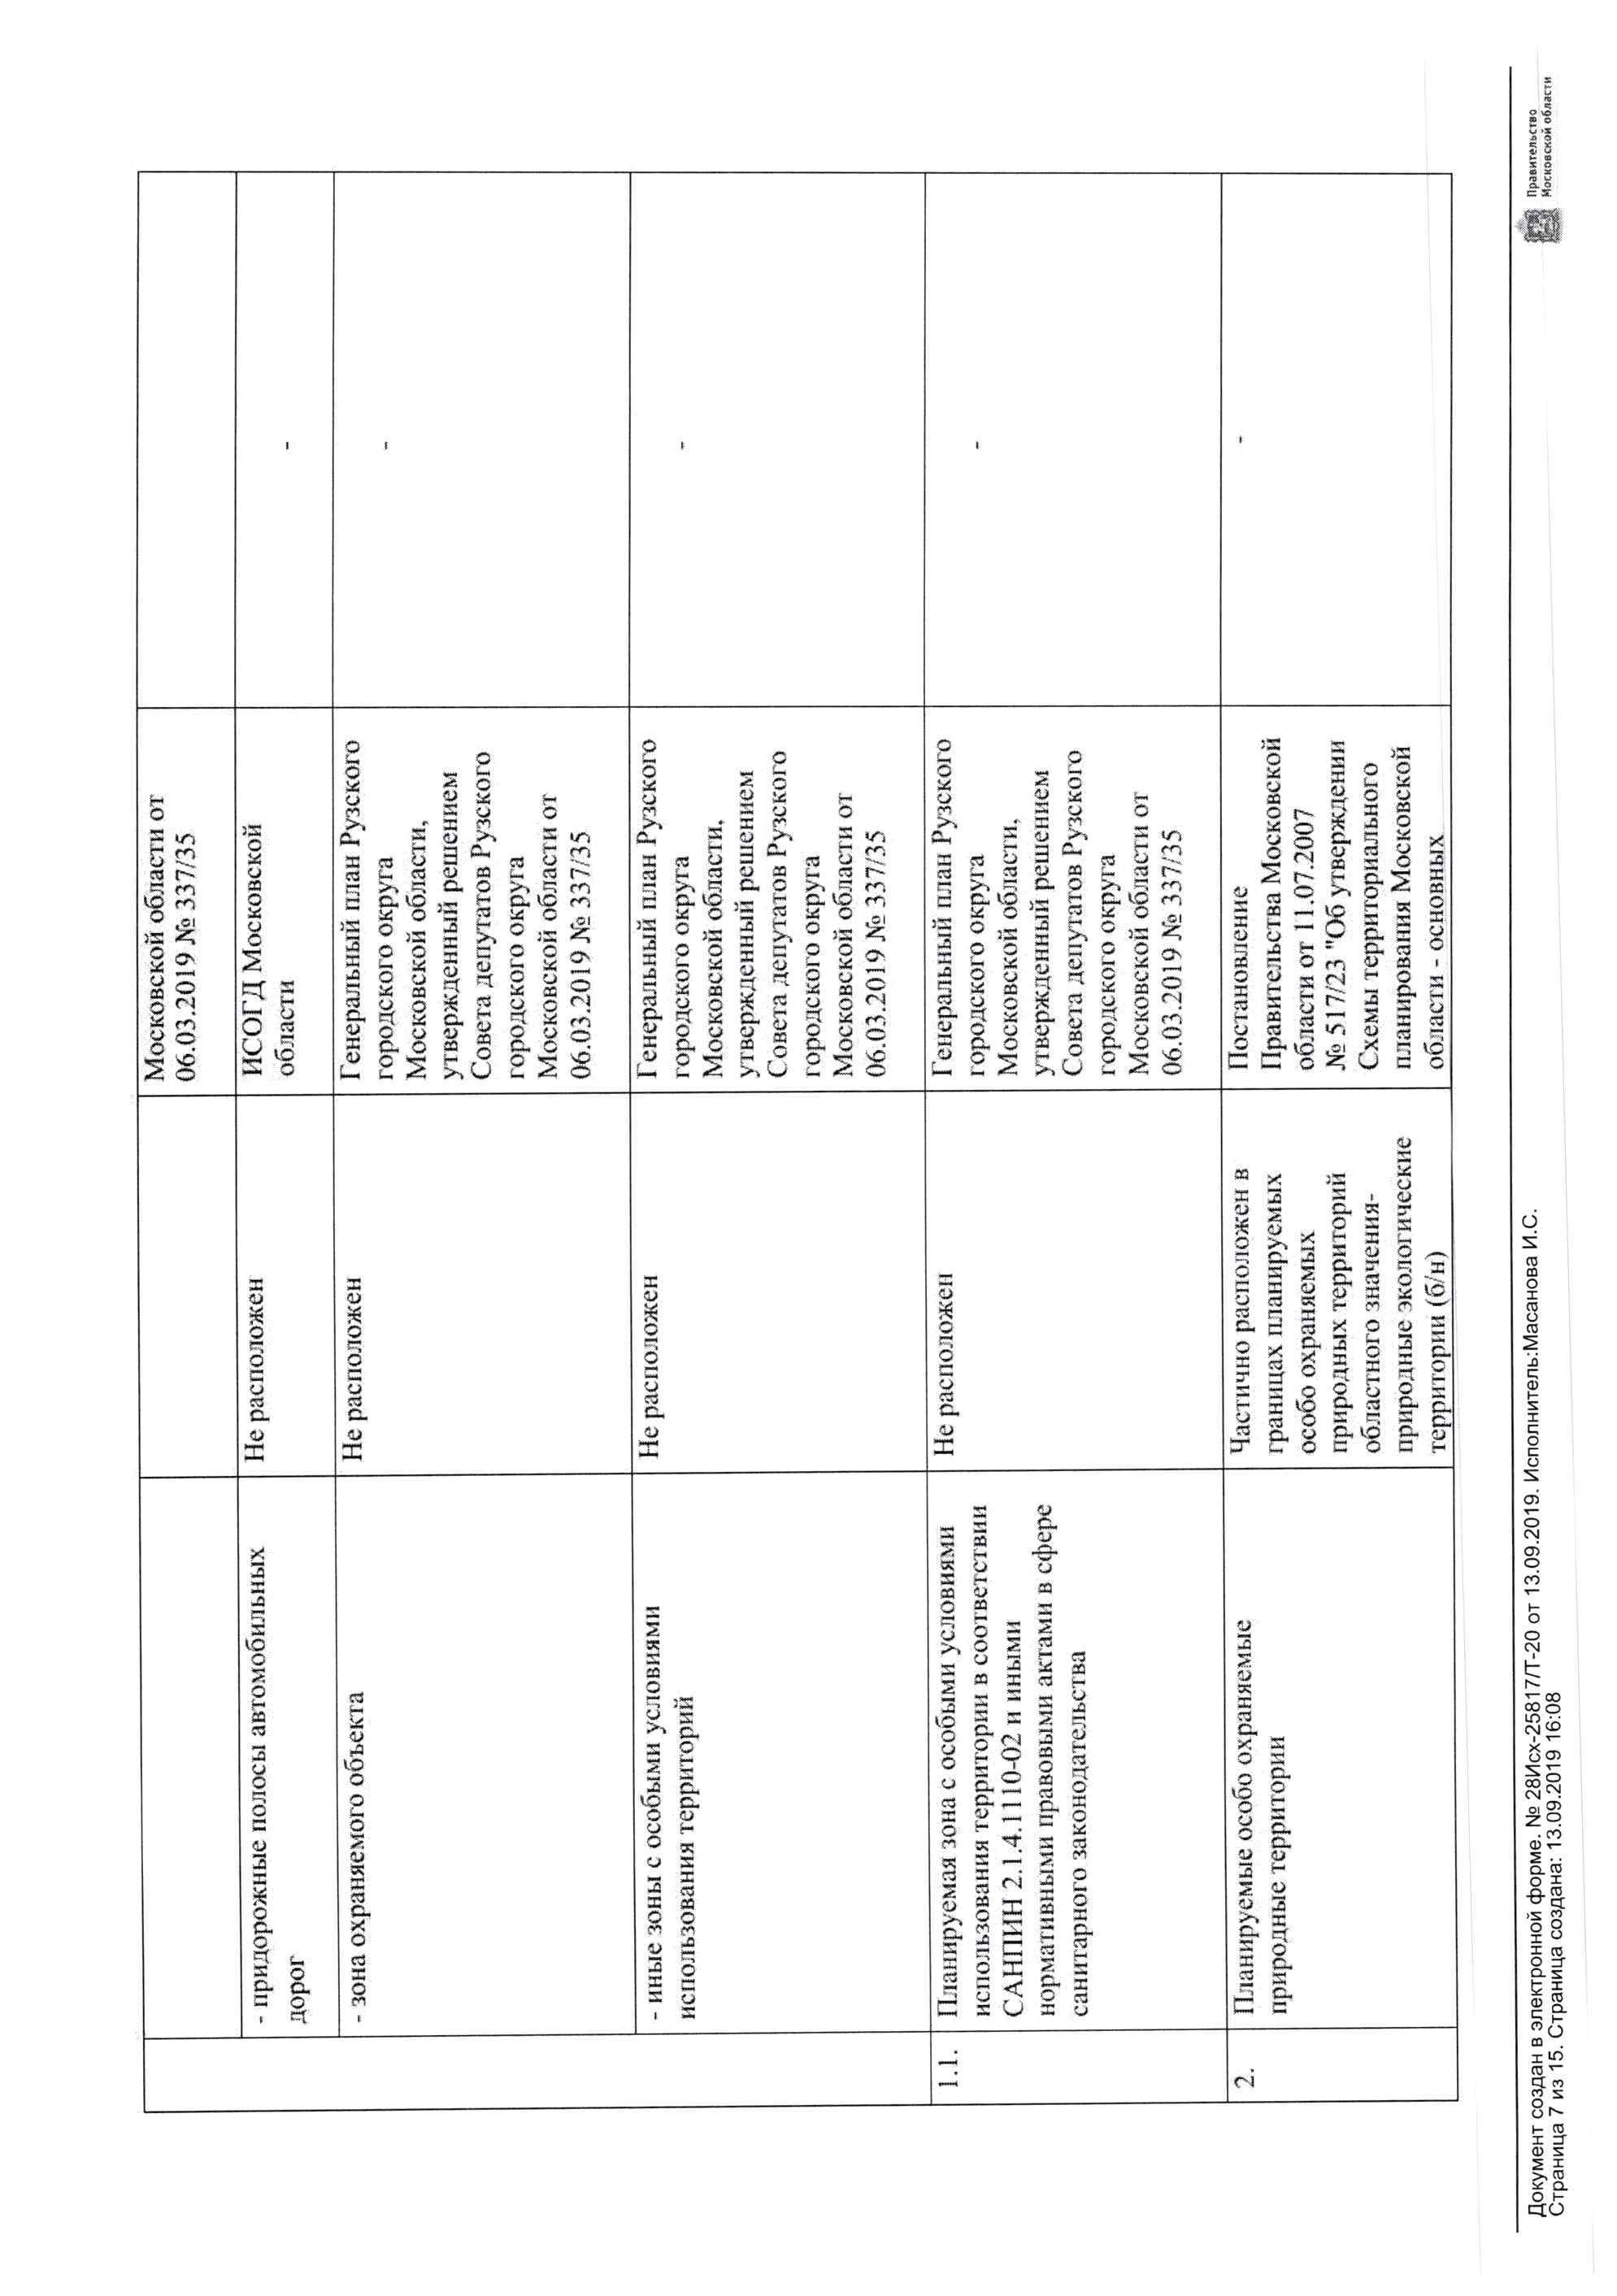 Московской области от
06.03.2019 № 337/35
- придорожные полосы автомобильных
дорог
Не расположен
ИСОГД Московской
области
-
- зона охраняемого объекта
Не расположен
Генеральный план Рузского
городского округа
Московской области,
утвержденный решением
Совета депутатов Рузского
городского округа
Московской области от
06.03.2019 № 337/35
-
- иные зоны с особыми условиями
использования территорий
Не расположен
Генеральный план Рузского
городского округа
Московской области,
утвержденный решением
Совета депутатов Рузского
городского округа
Московской области от
06.03.2019 № 337/35
-
1.1.
Планируемая зона с особыми условиями
использования территории в соответствии
САНПИН 2.1.4.1110-02 и иными
нормативными правовыми актами в сфере
санитарного законодательства
Не расположен
Генеральный план Рузского
городского округа
Московской области,
утвержденный решением
Совета депутатов Рузского
городского округа
Московской области от
06.03.2019 № 337/35
-
2.
Планируемые особо охраняемые
природные территории
Частично расположен в
границах планируемых
особо охраняемых
природных территорий
областного значения-
природные экологические
территории (б/н)
Постановление
Правительства Московской
области от 11.07.2007
№ 517/23 "Об утверждении
Схемы территориального
планирования Московской
области - основных
-
Документ создан в электронной форме. № 28Исх-25817/Т-20 от 13.09.2019. Исполнитель:Масанова И.С.
Страница 7 из 15. Страница создана: 13.09.2019 16:08
Правительство
Московской области